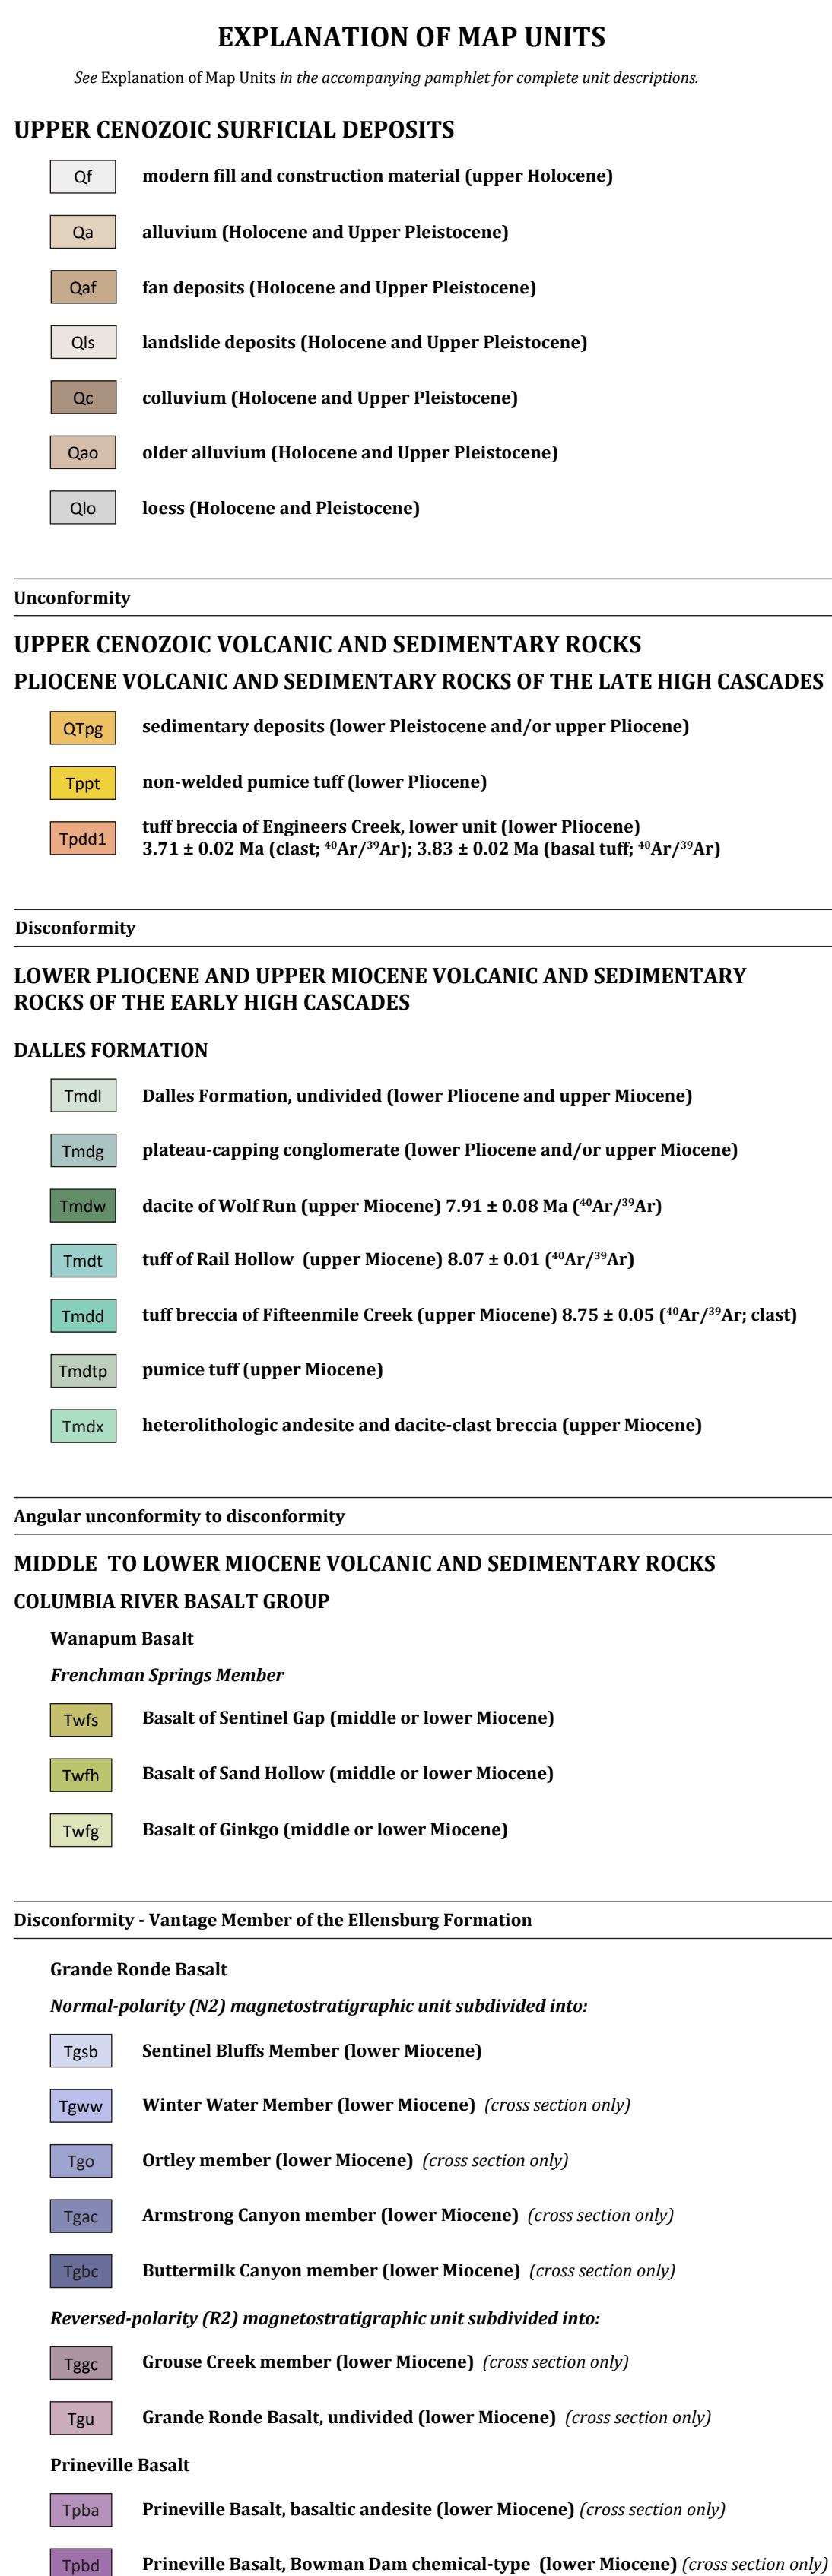 EXPLANATION OF MAP UNITS
See Explanation of Map Units in the accompanying pamphlet for complete unit descriptions.
UPPER CENOZOIC SURFICIAL DEPOSITS
Qf modern fill and construction material (upper Holocene)
Qa alluvium (Holocene and Upper Pleistocene)
Qaf fan deposits (Holocene and Upper Pleistocene)
Qls landslide deposits (Holocene and Upper Pleistocene)
Qc colluvium (Holocene and Upper Pleistocene)
Qao older alluvium (Holocene and Upper Pleistocene)
Qlo loess (Holocene and Pleistocene)
Unconformity
UPPER CENOZOIC VOLCANIC AND SEDIMENTARY ROCKS
PLIOCENE VOLCANIC AND SEDIMENTARY ROCKS OF THE LATE HIGH CASCADES
QTpg sedimentary deposits (lower Pleistocene and/or upper Pliocene)
Tppt non-welded pumice tuff (lower Pliocene)
Tpdd1 tuff breccia of Engineers Creek, lower unit (lower Pliocene)
3.71 ± 0.02 Ma (clast; ⁴⁰Ar/³⁹Ar); 3.83 ± 0.02 Ma (basal tuff; ⁴⁰Ar/³⁹Ar)
Disconformity
LOWER PLIOCENE AND UPPER MIOCENE VOLCANIC AND SEDIMENTARY
ROCKS OF THE EARLY HIGH CASCADES
DALLES FORMATION
Tmdl Dalles Formation, undivided (lower Pliocene and upper Miocene)
Tmdg plateau-capping conglomerate (lower Pliocene and/or upper Miocene)
Tmdw dacite of Wolf Run (upper Miocene) 7.91 ± 0.08 Ma (⁴⁰Ar/³⁹Ar)
Tmdt tuff of Rail Hollow (upper Miocene) 8.07 ± 0.01 (⁴⁰Ar/³⁹Ar)
Tmdd tuff breccia of Fifteenmile Creek (upper Miocene) 8.75 ± 0.05 (⁴⁰Ar/³⁹Ar; clast)
Tmdtp pumice tuff (upper Miocene)
Tmdx heterolithologic andesite and dacite-clast breccia (upper Miocene)
Angular unconformity to disconformity
MIDDLE TO LOWER MIOCENE VOLCANIC AND SEDIMENTARY ROCKS
COLUMBIA RIVER BASALT GROUP
Wanapum Basalt
Frenchman Springs Member
Twfs Basalt of Sentinel Gap (middle or lower Miocene)
Twfh Basalt of Sand Hollow (middle or lower Miocene)
Twfg Basalt of Ginkgo (middle or lower Miocene)
Disconformity - Vantage Member of the Ellensburg Formation
Grande Ronde Basalt
Normal-polarity (N2) magnetostratigraphic unit subdivided into:
Tgsb Sentinel Bluffs Member (lower Miocene)
Tgww Winter Water Member (lower Miocene) (cross section only)
Tgo Ortley member (lower Miocene) (cross section only)
Tgac Armstrong Canyon member (lower Miocene) (cross section only)
Tgbc Buttermilk Canyon member (lower Miocene) (cross section only)
Reversed-polarity (R2) magnetostratigraphic unit subdivided into:
Tggc Grouse Creek member (lower Miocene) (cross section only)
Tgu Grande Ronde Basalt, undivided (lower Miocene) (cross section only)
Prineville Basalt
Tpba Prineville Basalt, basaltic andesite (lower Miocene) (cross section only)
Tpbd Prineville Basalt, Bowman Dam chemical-type (lower Miocene) (cross section only)